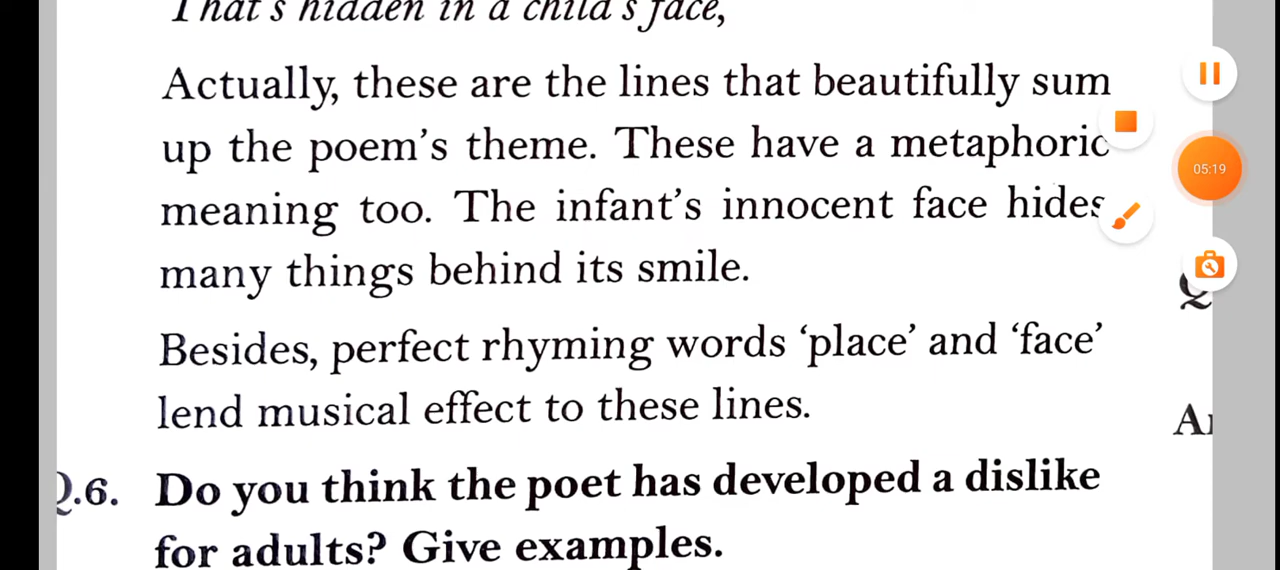 That's hidden in a child's face,
Actually, these are the lines that beautifully sum
up the poem's theme. These have a metaphoric
meaning too. The infant's innocent face hides
many things behind its smile.
Besides, perfect rhyming words 'place' and 'face'
lend musical effect to these lines.
Q.6. Do you think the poet has developed a dislike
for adults? Give examples.
05:19